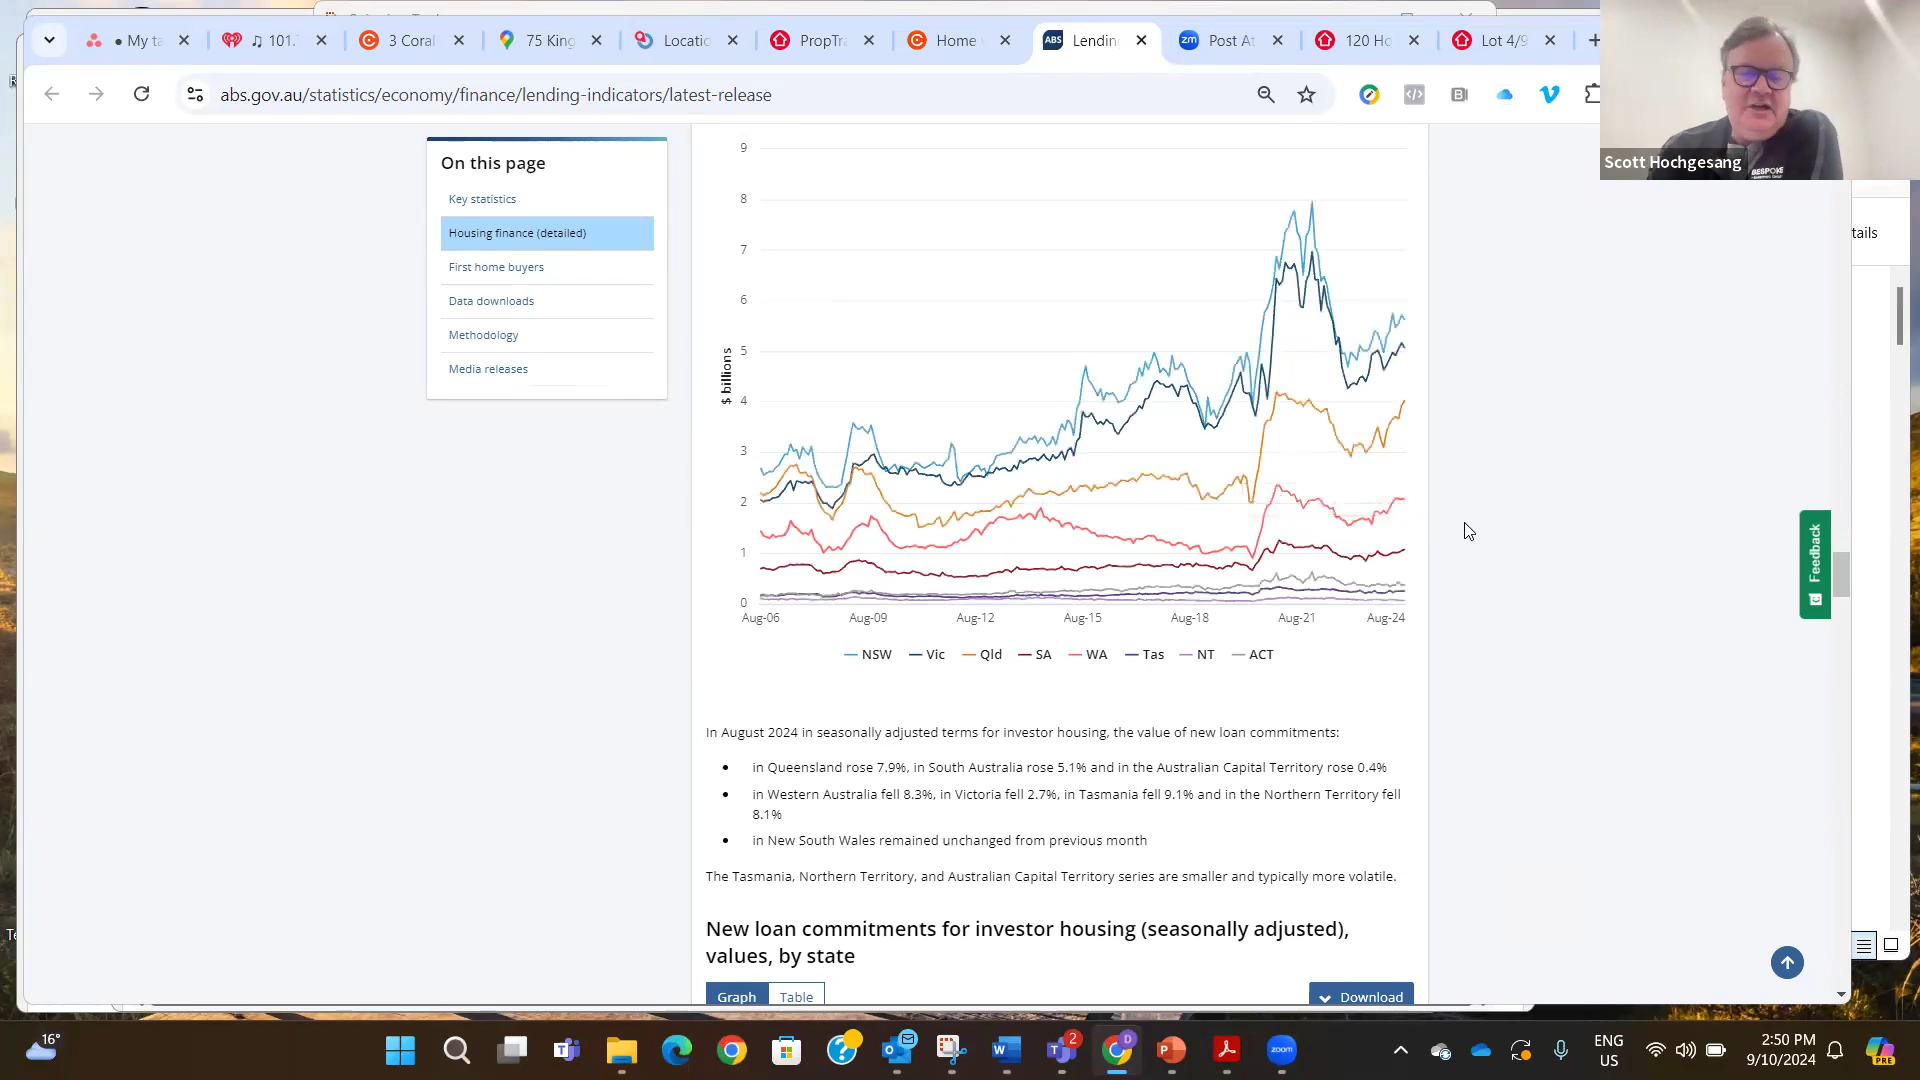 My ta
♫ 101.
3 Coral
75 King
Locatio
PropTra
Home
Lendin
Post At
120 Ho
Lot 4/9
abs.gov.au/statistics/economy/finance/lending-indicators/latest-release
Scott Hochgesang
BESPOKE
tails
On this page
Key statistics
Housing finance (detailed)
First home buyers
Data downloads
Methodology
Media releases
$ billions
9
8
7
6
5
4
3
2
1
0
Aug-06 Aug-09 Aug-12 Aug-15 Aug-18 Aug-21 Aug-24
NSW Vic Qld SA WA Tas NT ACT
Feedback
In August 2024 in seasonally adjusted terms for investor housing, the value of new loan commitments:
• in Queensland rose 7.9%, in South Australia rose 5.1% and in the Australian Capital Territory rose 0.4%
• in Western Australia fell 8.3%, in Victoria fell 2.7%, in Tasmania fell 9.1% and in the Northern Territory fell
8.1%
• in New South Wales remained unchanged from previous month
The Tasmania, Northern Territory, and Australian Capital Territory series are smaller and typically more volatile.
New loan commitments for investor housing (seasonally adjusted),
values, by state
Graph Table Download
16°
2
ENG
US
2:50 PM
9/10/2024